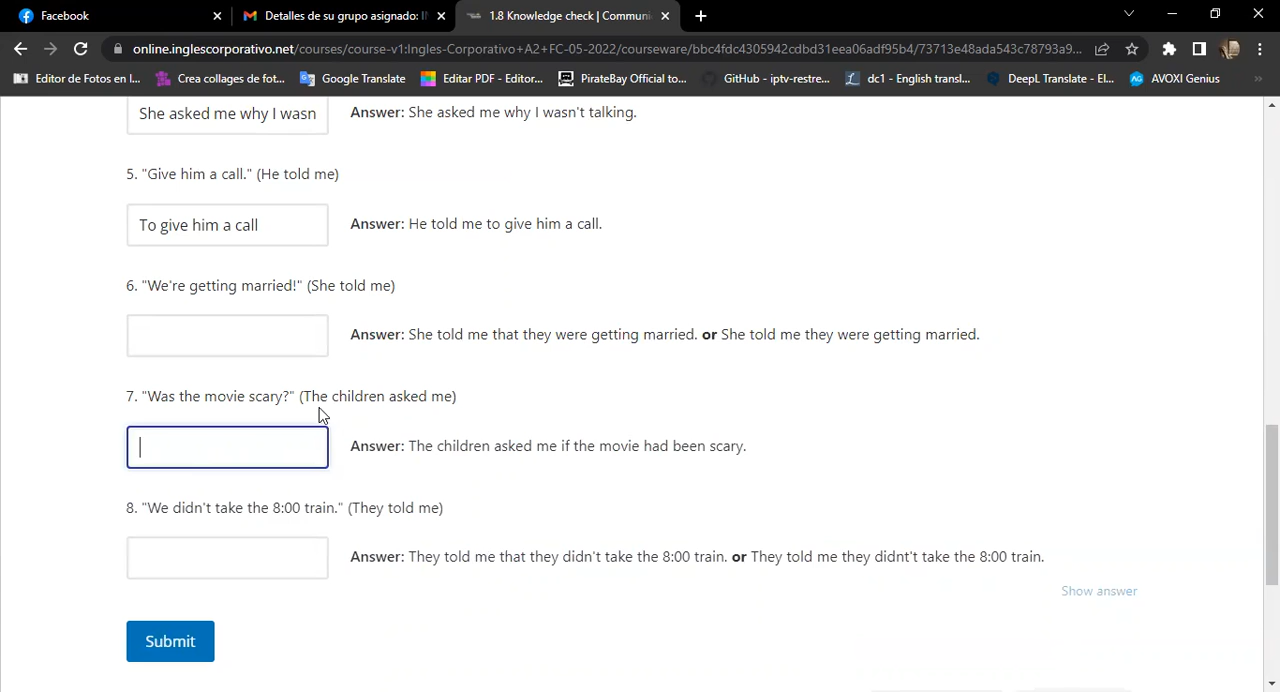 Facebook
Detalles de su grupo asignado: I
1.8 Knowledge check | Communi
online.inglescorporativo.net/courses/course-v1:Ingles-Corporativo+A2+FC-05-2022/courseware/bbc4fdc4305942cdbd31eea06adf95b4/73713e48ada543c78793a9...
Editor de Fotos en l... Crea collages de fot... Google Translate Editar PDF - Editor... PirateBay Official to... GitHub - iptv-restre... dc1 - English transl... DeepL Translate - El... AVOXI Genius »
She asked me why I wasn Answer: She asked me why I wasn't talking.
5. "Give him a call." (He told me)
To give him a call Answer: He told me to give him a call.
6. "We're getting married!" (She told me)
Answer: She told me that they were getting married. or She told me they were getting married.
7. "Was the movie scary?" (The children asked me)
Answer: The children asked me if the movie had been scary.
8. "We didn't take the 8:00 train." (They told me)
Answer: They told me that they didn't take the 8:00 train. or They told me they didnt't take the 8:00 train.
Show answer
Submit